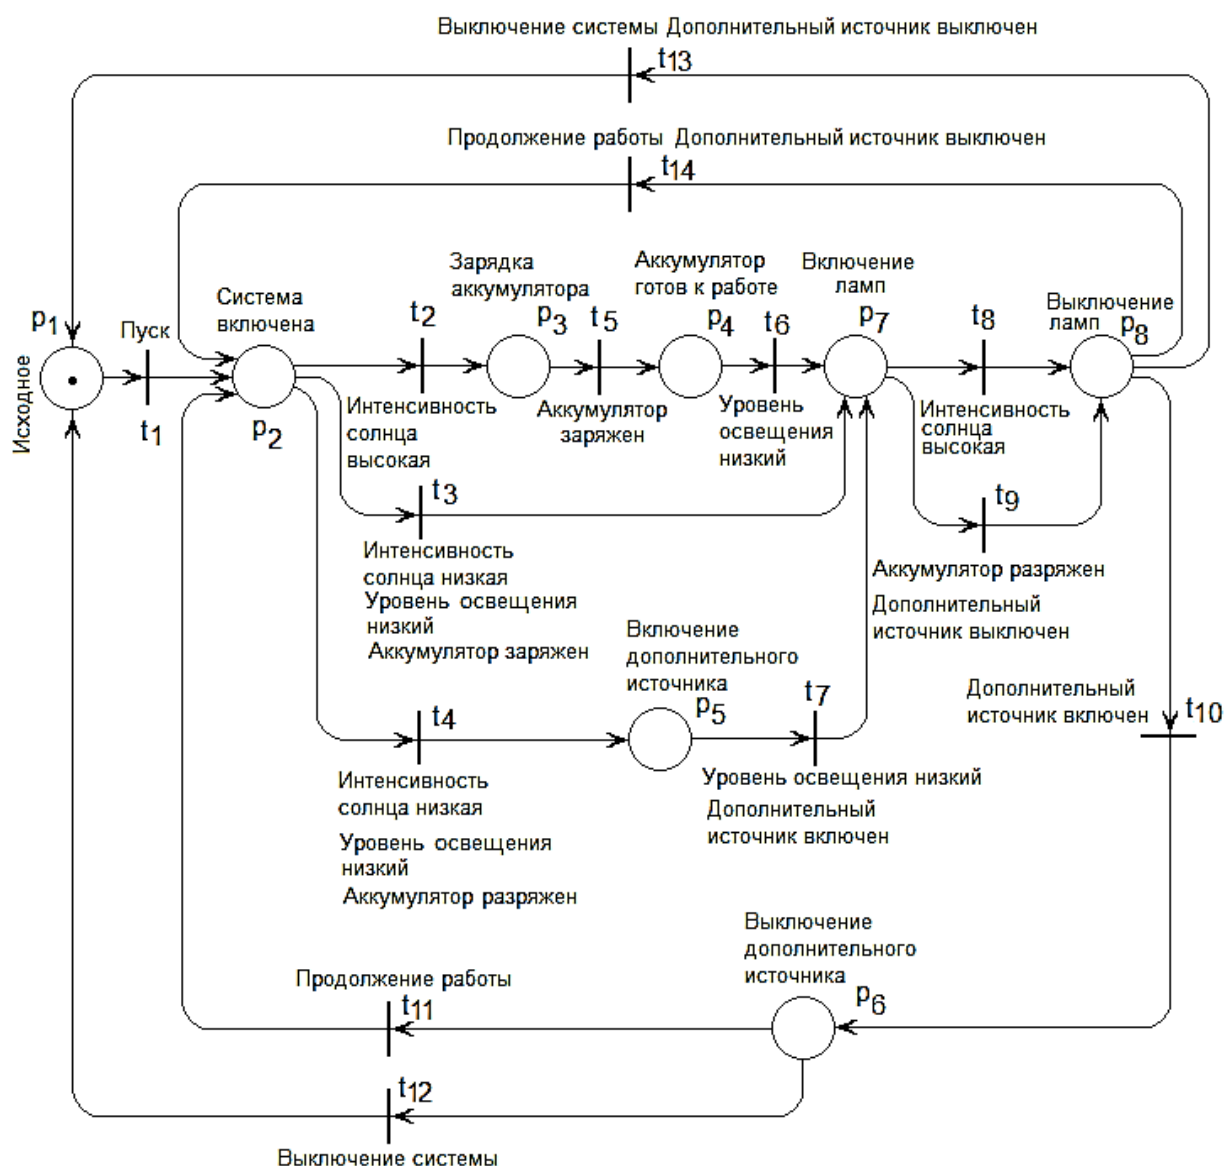 Выключение системы Дополнительный источник выключен
t13
Продолжение работы Дополнительный источник выключен
t14
Исходное
p1
Пуск
t1
Система
включена
p2
t2
Интенсивность
солнца
высокая
Зарядка
аккумулятора
p3
t5
Аккумулятор
заряжен
Аккумулятор
готов к работе
p4
t6
Уровень
освещения
низкий
Включение
ламп
p7
t8
Интенсивность
солнца
высокая
Выключение
ламп
p8
t3
Интенсивность
солнца низкая
Уровень освещения
низкий
Аккумулятор заряжен
t9
Аккумулятор разряжен
Дополнительный
источник выключен
t4
Интенсивность
солнца низкая
Уровень освещения
низкий
Аккумулятор разряжен
Включение
дополнительного
источника
p5
t7
Уровень освещения низкий
Дополнительный
источник включен
Дополнительный
источник включен
t10
Выключение
дополнительного
источника
p6
Продолжение работы
t11
t12
Выключение системы